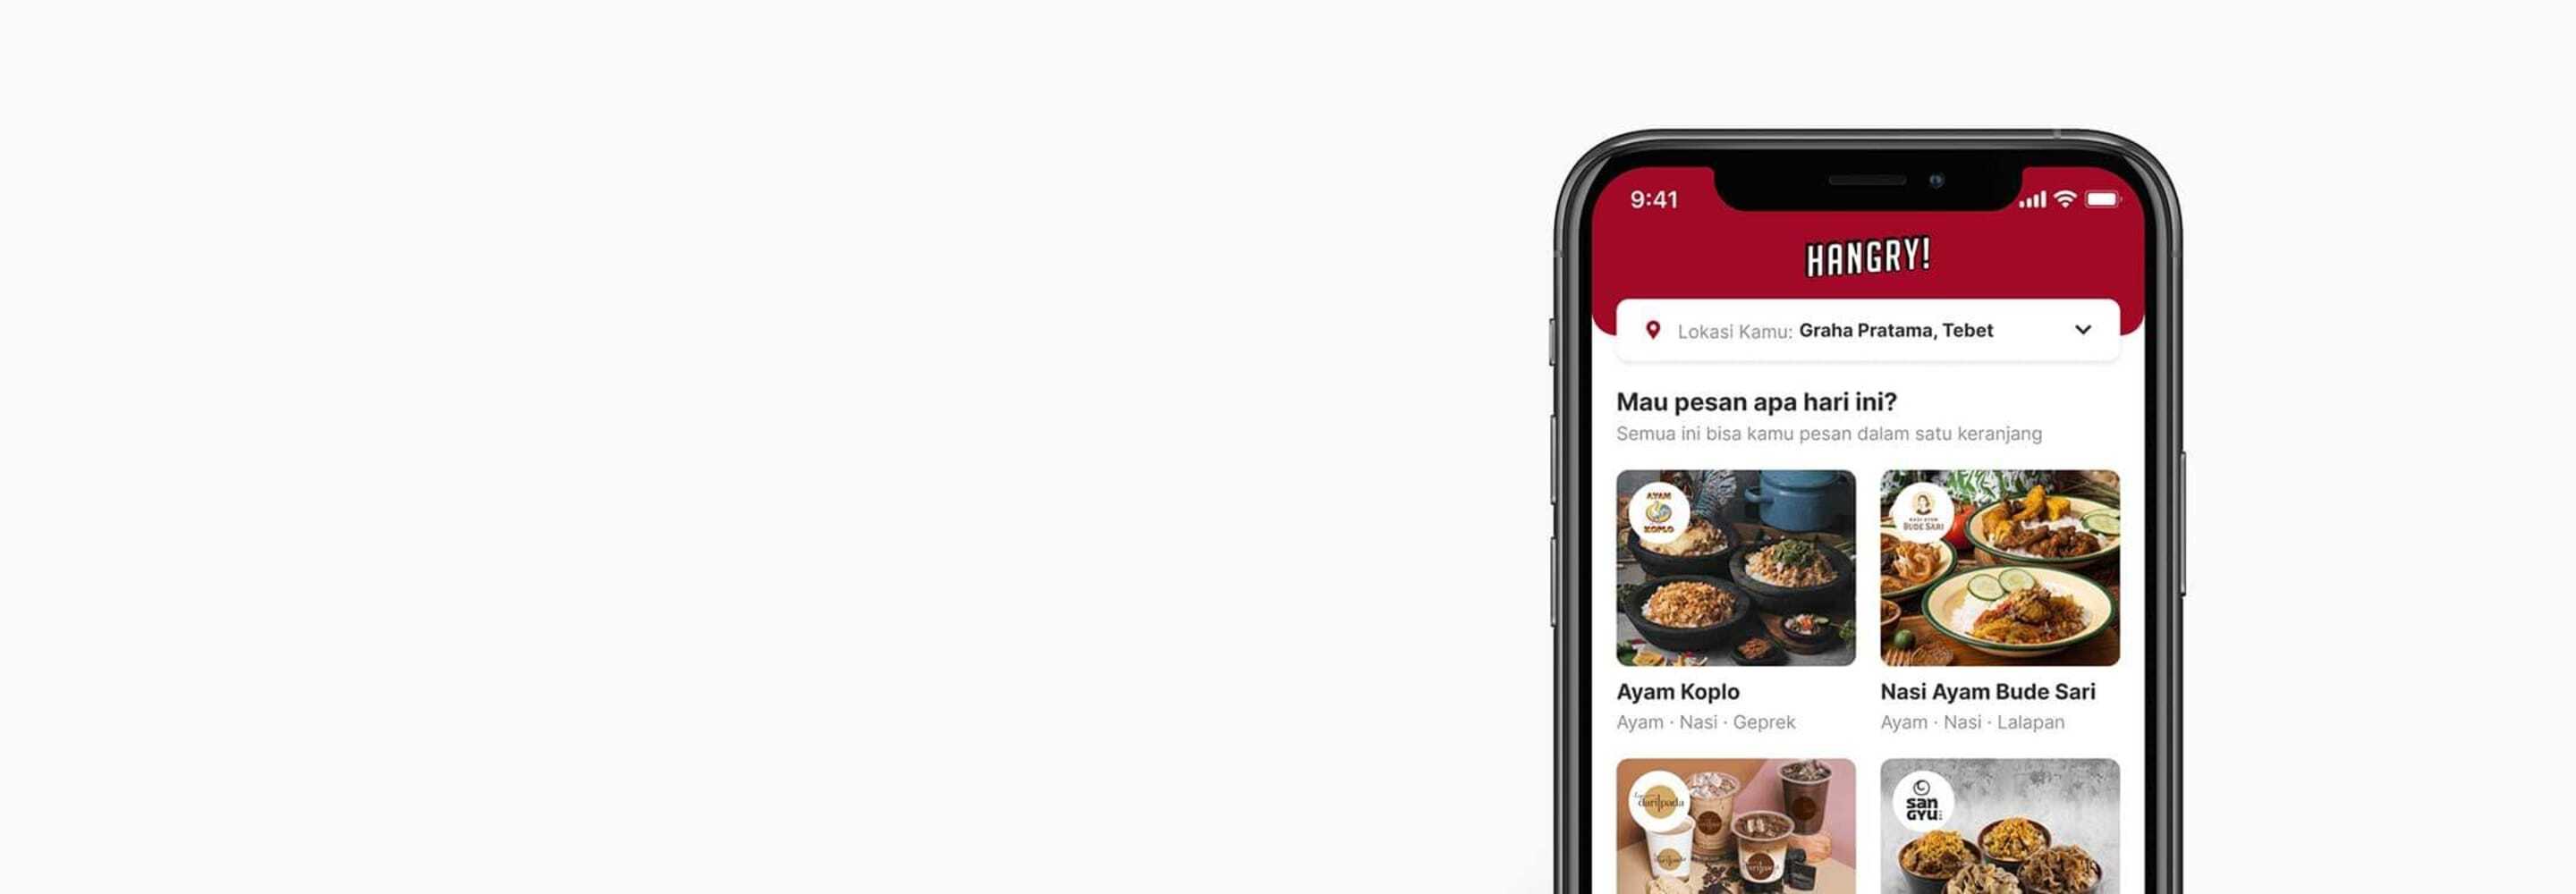 9:41
HANGRY!
Lokasi Kamu: Graha Pratama, Tebet
Mau pesan apa hari ini?
Semua ini bisa kamu pesan dalam satu keranjang
AYAM
KOPLO
NASI AYAM
BUDE SARI
Ayam Koplo
Ayam · Nasi · Geprek
Nasi Ayam Bude Sari
Ayam · Nasi · Lalapan
dari|pada
san
GYU